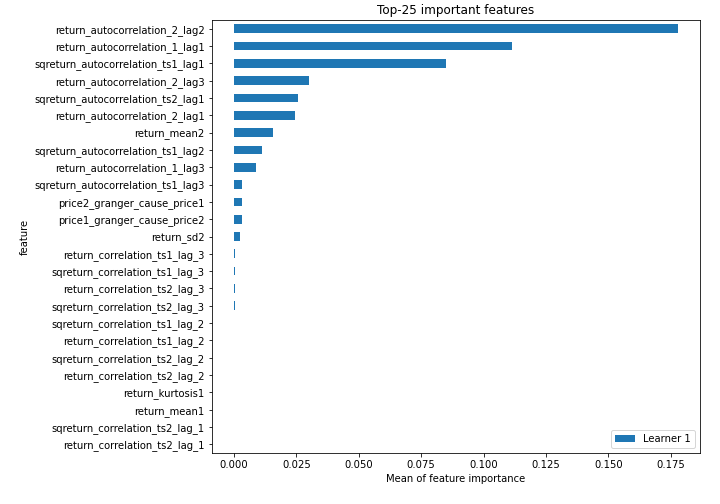 Top-25 important features
return_autocorrelation_2_lag2
return_autocorrelation_1_lag1
sqreturn_autocorrelation_ts1_lag1
return_autocorrelation_2_lag3
sqreturn_autocorrelation_ts2_lag1
return_autocorrelation_2_lag1
return_mean2
sqreturn_autocorrelation_ts1_lag2
return_autocorrelation_1_lag3
sqreturn_autocorrelation_ts1_lag3
price2_granger_cause_price1
price1_granger_cause_price2
return_sd2
return_correlation_ts1_lag_3
sqreturn_correlation_ts1_lag_3
return_correlation_ts2_lag_3
sqreturn_correlation_ts2_lag_3
sqreturn_correlation_ts1_lag_2
return_correlation_ts1_lag_2
sqreturn_correlation_ts2_lag_2
return_correlation_ts2_lag_2
return_kurtosis1
return_mean1
sqreturn_correlation_ts2_lag_1
return_correlation_ts2_lag_1
feature
Learner 1
0.000 0.025 0.050 0.075 0.100 0.125 0.150 0.175
Mean of feature importance